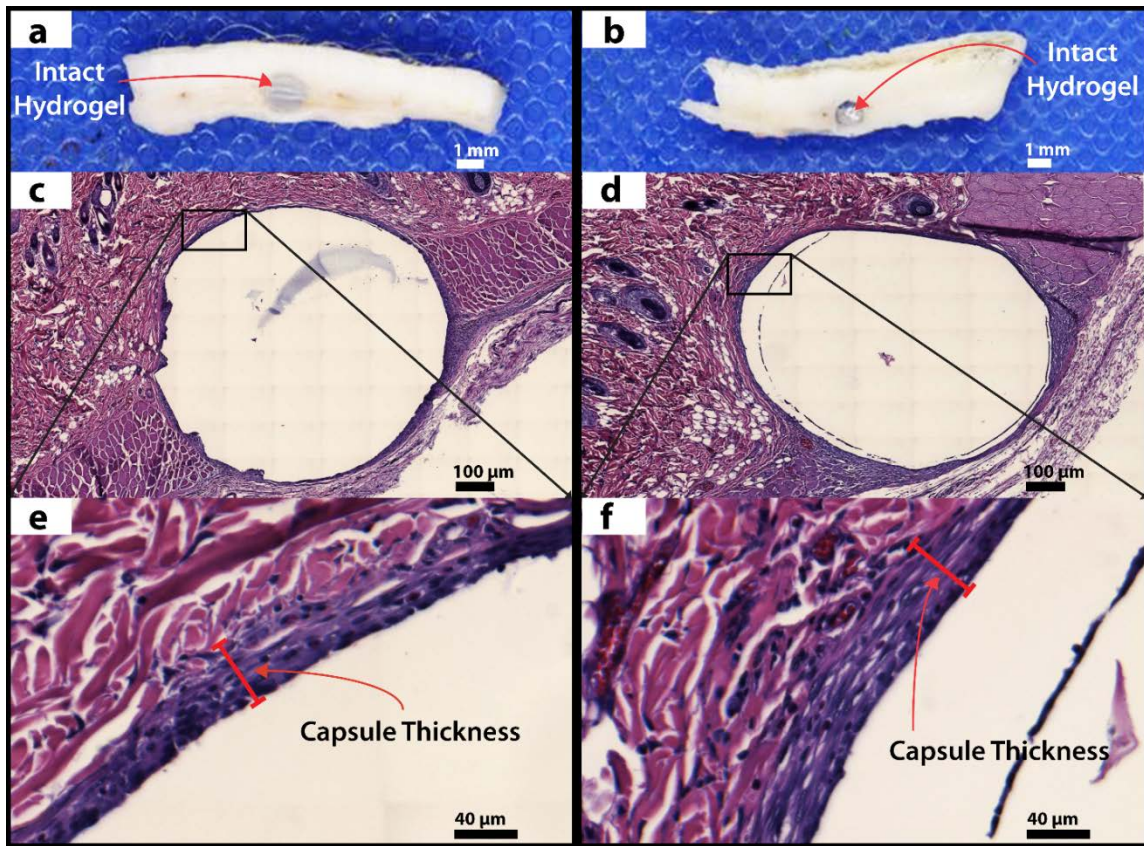 a
Intact
Hydrogel
1 mm
b
Intact
Hydrogel
1 mm
c
100 µm
d
100 µm
e
Capsule Thickness
40 µm
f
Capsule Thickness
40 µm